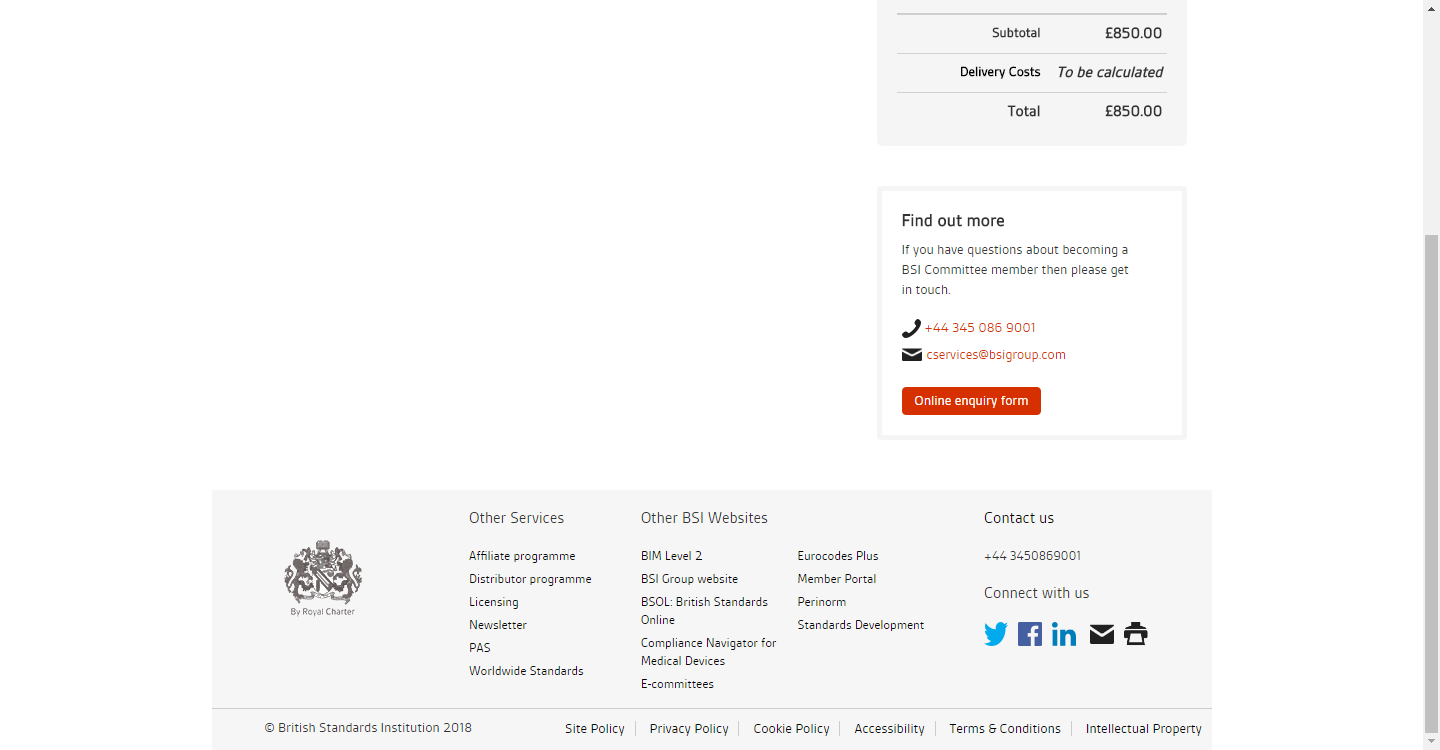 Subtotal £850.00
Delivery Costs To be calculated
Total £850.00
Find out more
If you have questions about becoming a
BSI Committee member then please get
in touch.
+44 345 086 9001
cservices@bsigroup.com
Online enquiry form
By Royal Charter
Other Services
Affiliate programme
Distributor programme
Licensing
Newsletter
PAS
Worldwide Standards
Other BSI Websites
BIM Level 2
BSI Group website
BSOL: British Standards
Online
Compliance Navigator for
Medical Devices
E-committees
Eurocodes Plus
Member Portal
Perinorm
Standards Development
Contact us
+44 3450869001
Connect with us
© British Standards Institution 2018
Site Policy
Privacy Policy
Cookie Policy
Accessibility
Terms & Conditions
Intellectual Property